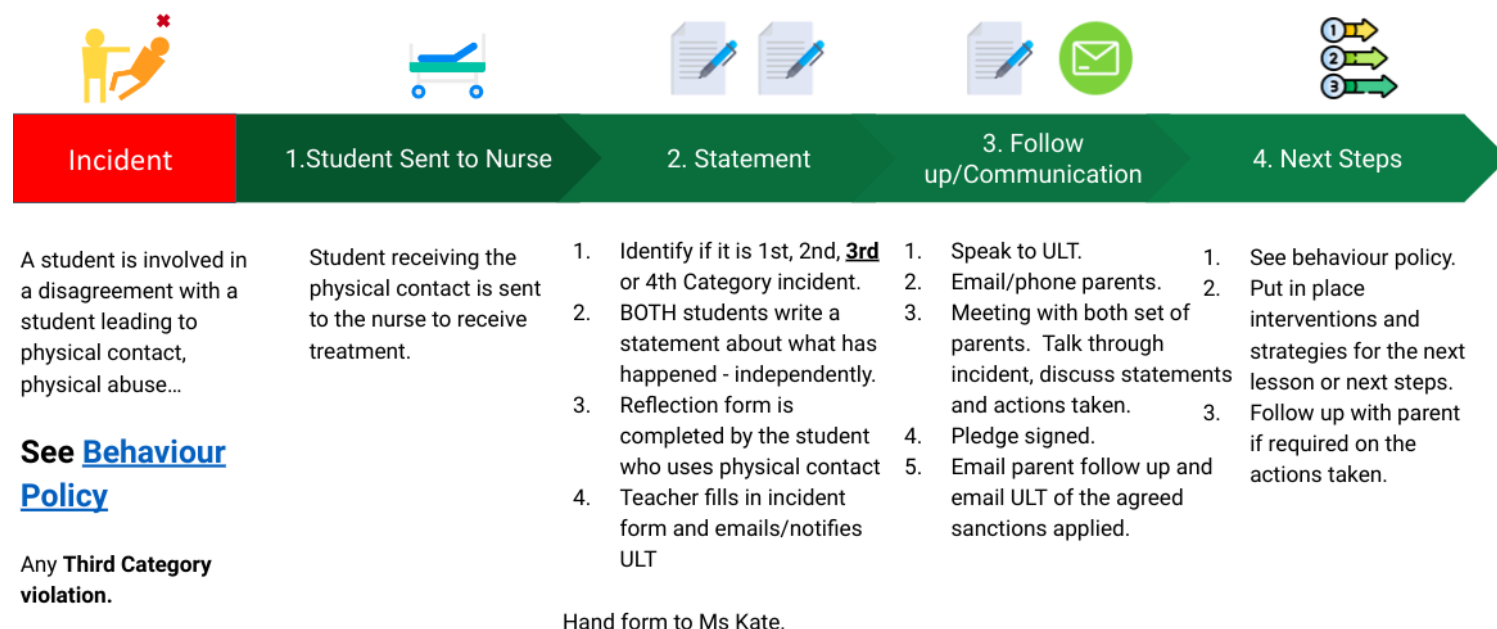 1
2
3
Incident
1.Student Sent to Nurse
2. Statement
3. Follow
up/Communication
4. Next Steps
A student is involved in
a disagreement with a
student leading to
physical contact,
physical abuse…
See Behaviour
Policy
Any Third Category
violation.
Student receiving the
physical contact is sent
to the nurse to receive
treatment.
1. Identify if it is 1st, 2nd, 3rd
or 4th Category incident.
2. BOTH students write a
statement about what has
happened - independently.
3. Reflection form is
completed by the student
who uses physical contact
4. Teacher fills in incident
form and emails/notifies
ULT
Hand form to Ms Kate.
1. Speak to ULT.
2. Email/phone parents.
3. Meeting with both set of
parents. Talk through
incident, discuss statements
and actions taken.
4. Pledge signed.
5. Email parent follow up and
email ULT of the agreed
sanctions applied.
1. See behaviour policy.
2. Put in place
interventions and
strategies for the next
lesson or next steps.
3. Follow up with parent
if required on the
actions taken.